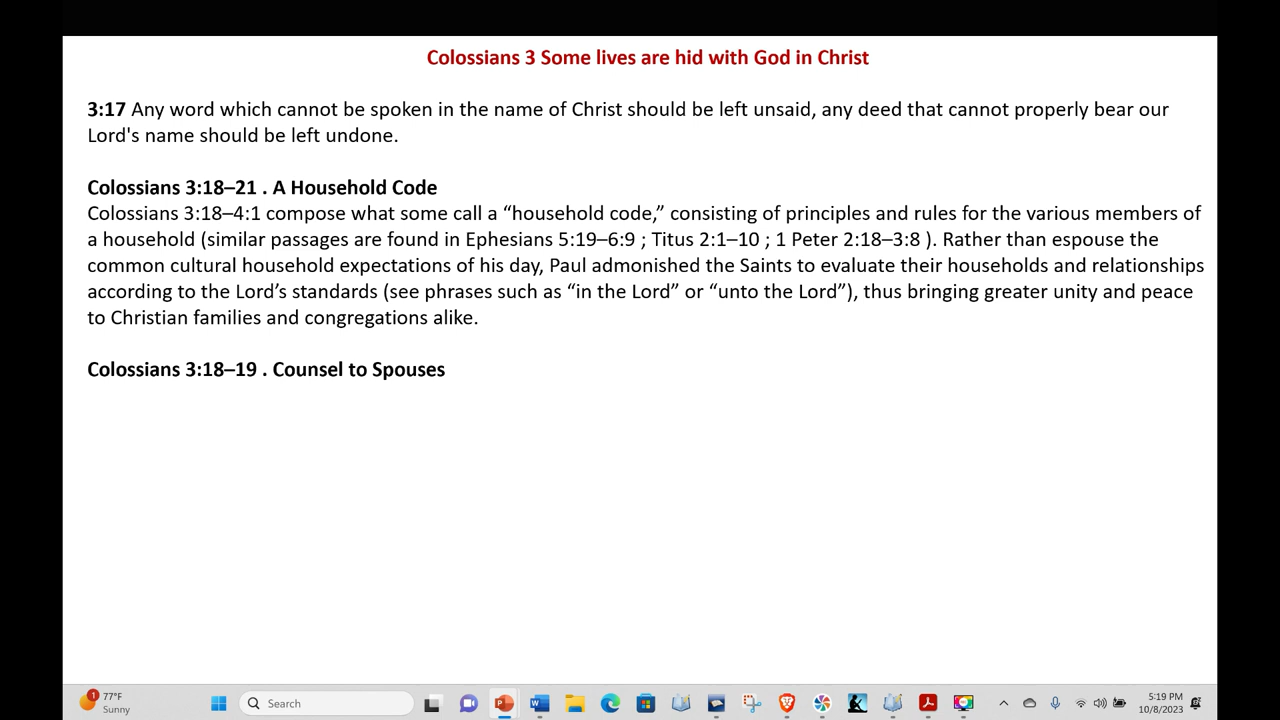 Colossians 3 Some lives are hid with God in Christ
3:17 Any word which cannot be spoken in the name of Christ should be left unsaid, any deed that cannot properly bear our
Lord's name should be left undone.
Colossians 3:18–21 . A Household Code
Colossians 3:18–4:1 compose what some call a “household code,” consisting of principles and rules for the various members of
a household (similar passages are found in Ephesians 5:19–6:9 ; Titus 2:1–10 ; 1 Peter 2:18–3:8 ). Rather than espouse the
common cultural household expectations of his day, Paul admonished the Saints to evaluate their households and relationships
according to the Lord’s standards (see phrases such as “in the Lord” or “unto the Lord”), thus bringing greater unity and peace
to Christian families and congregations alike.
Colossians 3:18–19 . Counsel to Spouses
1
77°F
Sunny
Search
5:19 PM
10/8/2023